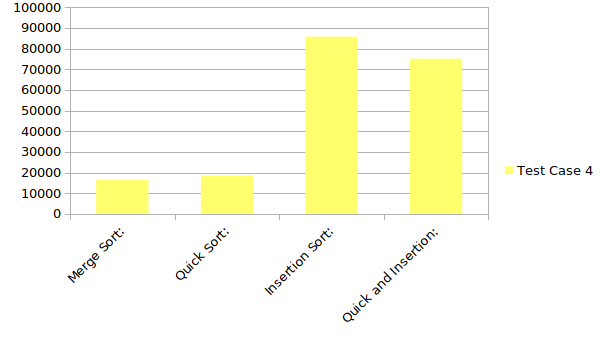 100000
90000
80000
70000
60000
50000
40000
30000
20000
10000
0
Merge Sort:
Quick Sort:
Insertion Sort:
Quick and Insertion:
Test Case 4